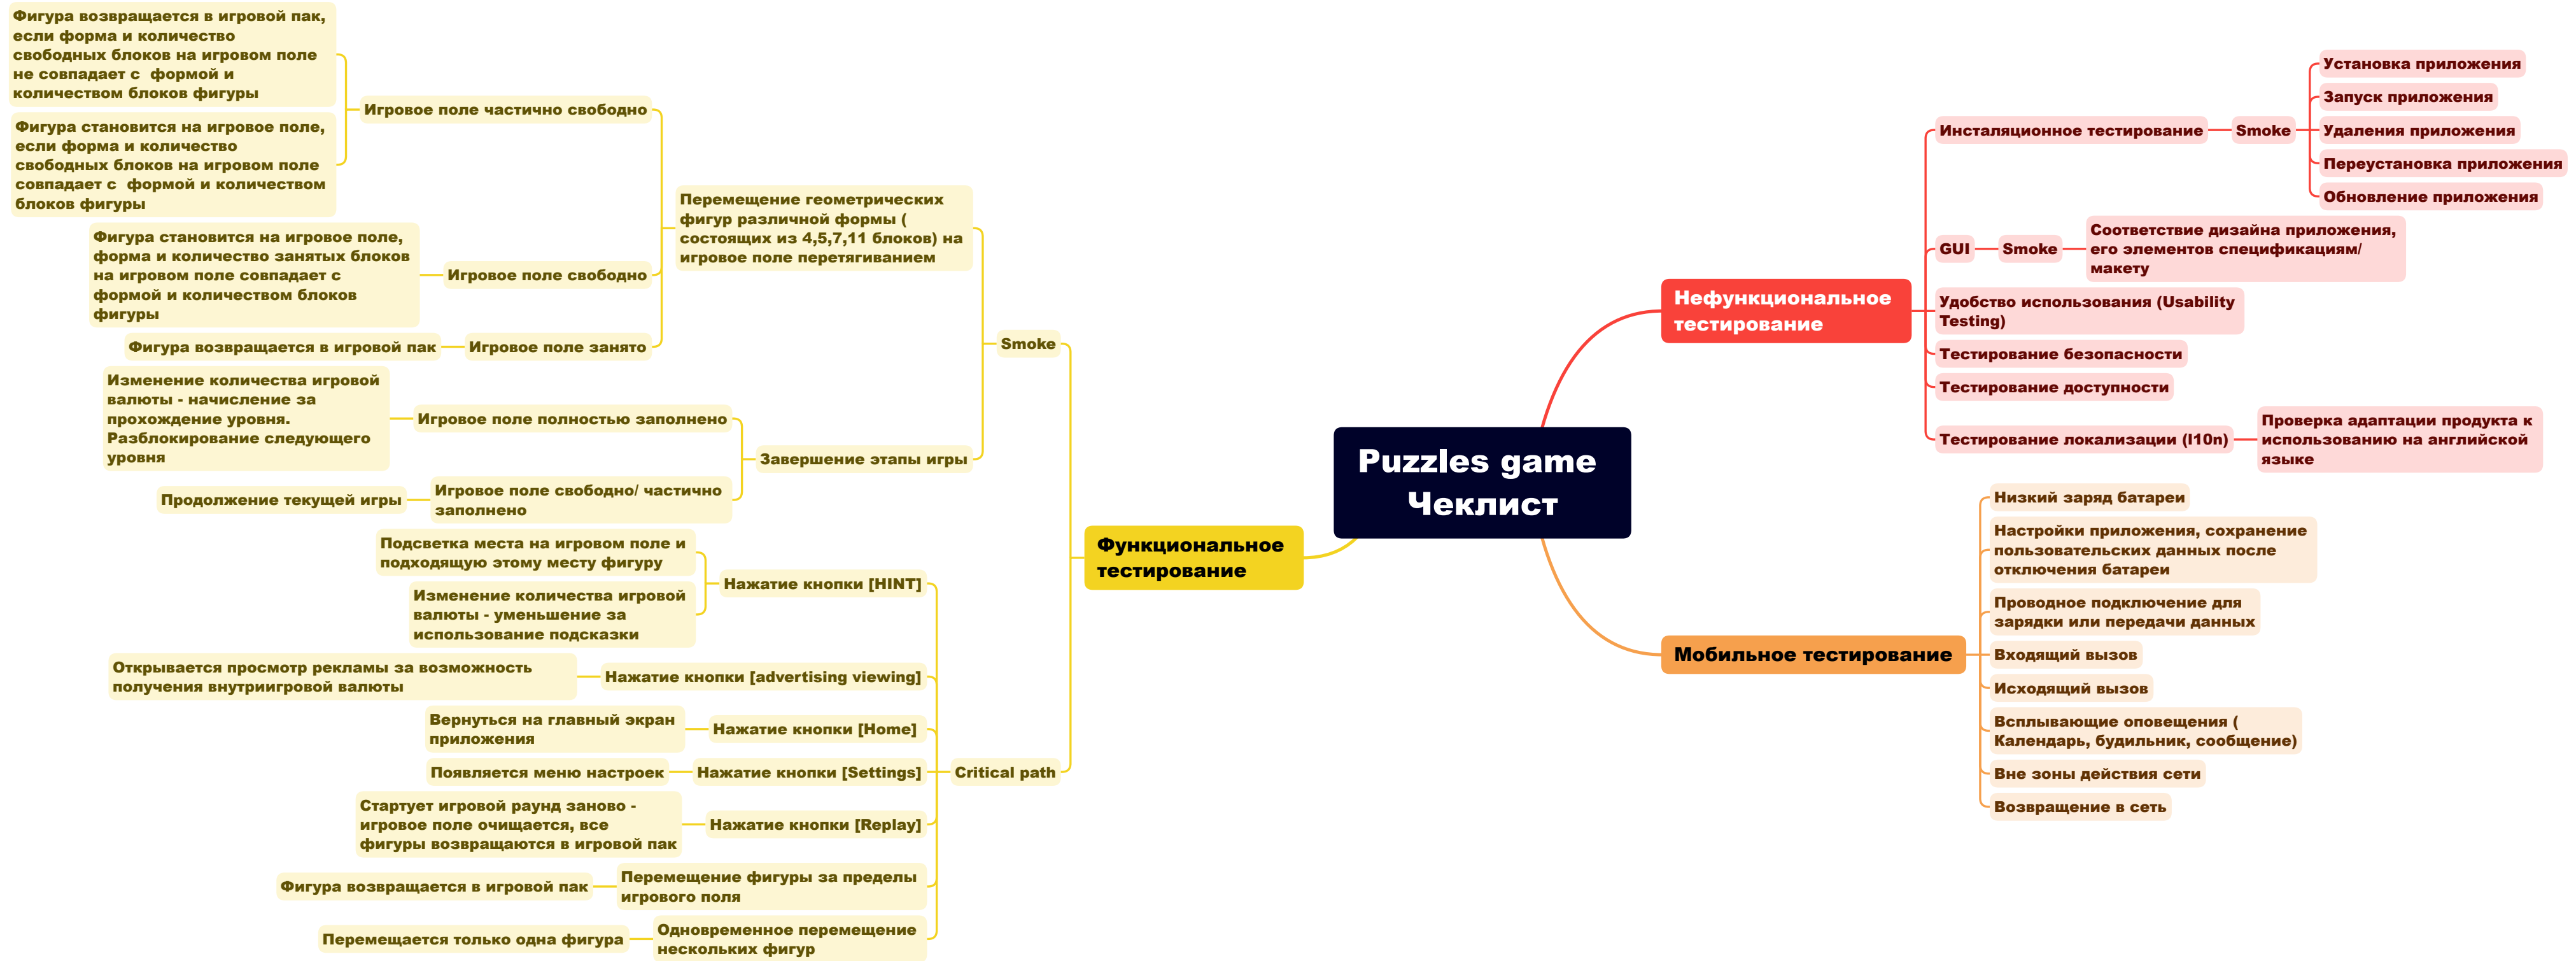 Puzzles game
Чеклист
Нефункциональное
тестирование
Инсталяционное тестирование
Smoke
Установка приложения
Запуск приложения
Удаления приложения
Переустановка приложения
Обновление приложения
GUI
Smoke
Соответствие дизайна приложения,
его элементов спецификациям/
макету
Удобство использования (Usability
Testing)
Тестирование безопасности
Тестирование доступности
Тестирование локализации (l10n)
Проверка адаптации продукта к
использованию на английской
языке
Мобильное тестирование
Низкий заряд батареи
Настройки приложения, сохранение
пользовательских данных после
отключения батареи
Проводное подключение для
зарядки или передачи данных
Входящий вызов
Исходящий вызов
Всплывающие оповещения (
Календарь, будильник, сообщение)
Вне зоны действия сети
Возвращение в сеть
Функциональное
тестирование
Smoke
Перемещение геометрических
фигур различной формы (
состоящих из 4,5,7,11 блоков) на
игровое поле перетягиванием
Игровое поле частично свободно
Фигура возвращается в игровой пак,
если форма и количество
свободных блоков на игровом поле
не совпадает с  формой и
количеством блоков фигуры
Фигура становится на игровое поле,
если форма и количество
свободных блоков на игровом поле
совпадает с  формой и количеством
блоков фигуры
Игровое поле свободно
Фигура становится на игровое поле,
форма и количество занятых блоков
на игровом поле совпадает с
формой и количеством блоков
фигуры
Игровое поле занято
Фигура возвращается в игровой пак
Завершение этапы игры
Игровое поле полностью заполнено
Изменение количества игровой
валюты - начисление за
прохождение уровня.
Разблокирование следующего
уровня
Игровое поле свободно/ частично
заполнено
Продолжение текущей игры
Critical path
Нажатие кнопки [HINT]
Подсветка места на игровом поле и
подходящую этому месту фигуру
Изменение количества игровой
валюты - уменьшение за
использование подсказки
Нажатие кнопки [advertising viewing]
Открывается просмотр рекламы за возможность
получения внутриигровой валюты
Нажатие кнопки [Home]
Вернуться на главный экран
приложения
Нажатие кнопки [Settings]
Появляется меню настроек
Нажатие кнопки [Replay]
Стартует игровой раунд заново -
игровое поле очищается, все
фигуры возвращаются в игровой пак
Перемещение фигуры за пределы
игрового поля
Фигура возвращается в игровой пак
Одновременное перемещение
нескольких фигур
Перемещается только одна фигура